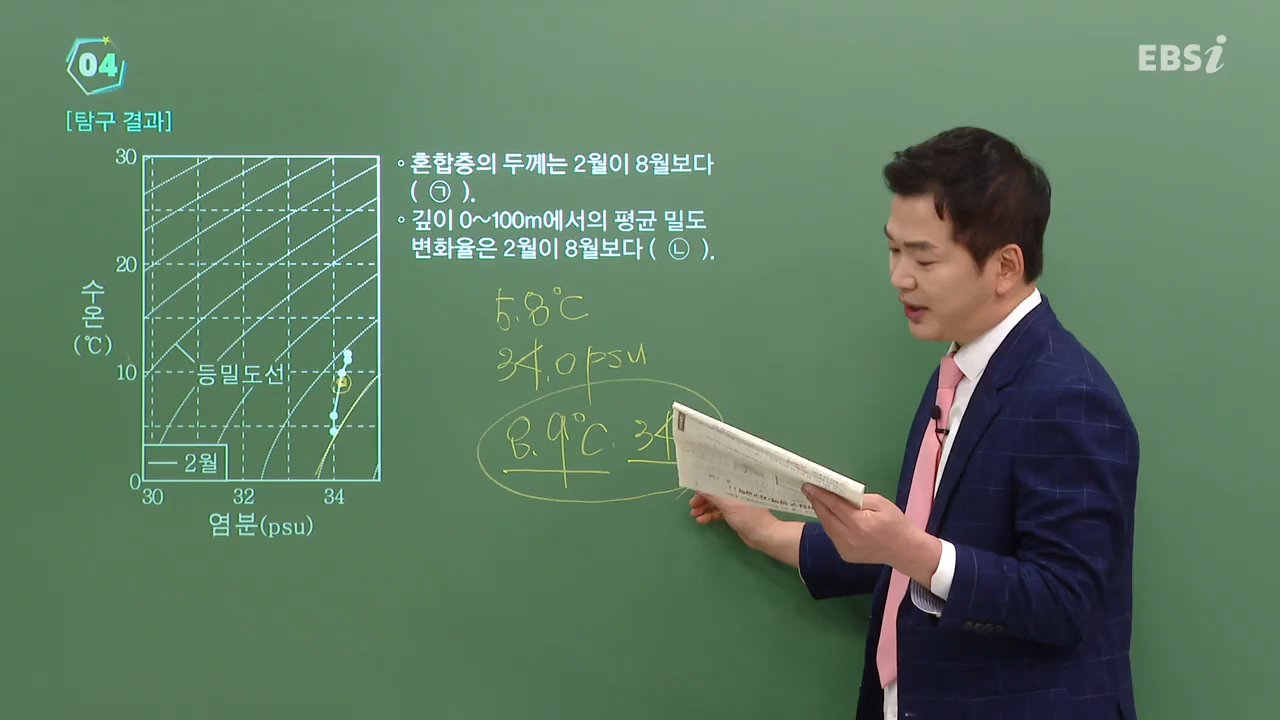 04
EBSi
[탐구 결과]
30
20
10
0
수온(℃)
등밀도선
2월
30 32 34
염분(psu)
◦ 혼합층의 두께는 2월이 8월보다
( ㉠ ).
◦ 깊이 0~100m에서의 평균 밀도
변화율은 2월이 8월보다 ( ㉡ ).
5.8℃
34.0psu
8.9℃ 34